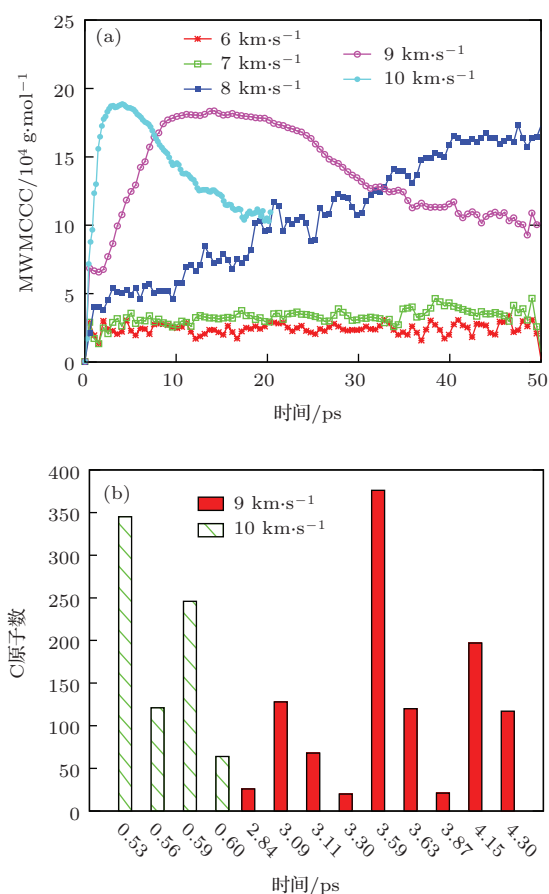 (a)
6 km·s⁻¹
7 km·s⁻¹
8 km·s⁻¹
9 km·s⁻¹
10 km·s⁻¹
MWMCCC/10⁴ g·mol⁻¹
25
20
15
10
5
0
0 10 20 30 40 50
时间/ps
(b)
9 km·s⁻¹
10 km·s⁻¹
C原子数
400
350
300
250
200
150
100
50
0
0.53 0.56 0.59 0.60 2.84 3.09 3.11 3.30 3.59 3.63 3.87 4.15 4.30
时间/ps